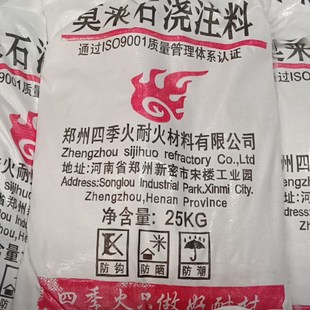 莫来石浇注料
通过ISO9001质量管理体系认证
郑州四季火耐火材料有限公司
Zhengzhou sijihuo refractory Co.,Ltd
地址:河南省郑州新密市来楼工业园
Address:Songlou Industrial Park,Xinmi City.
Zhengzhou,Henan Province
净含量: 25KG
防钩
防晒
防潮
四季火只做好耐材